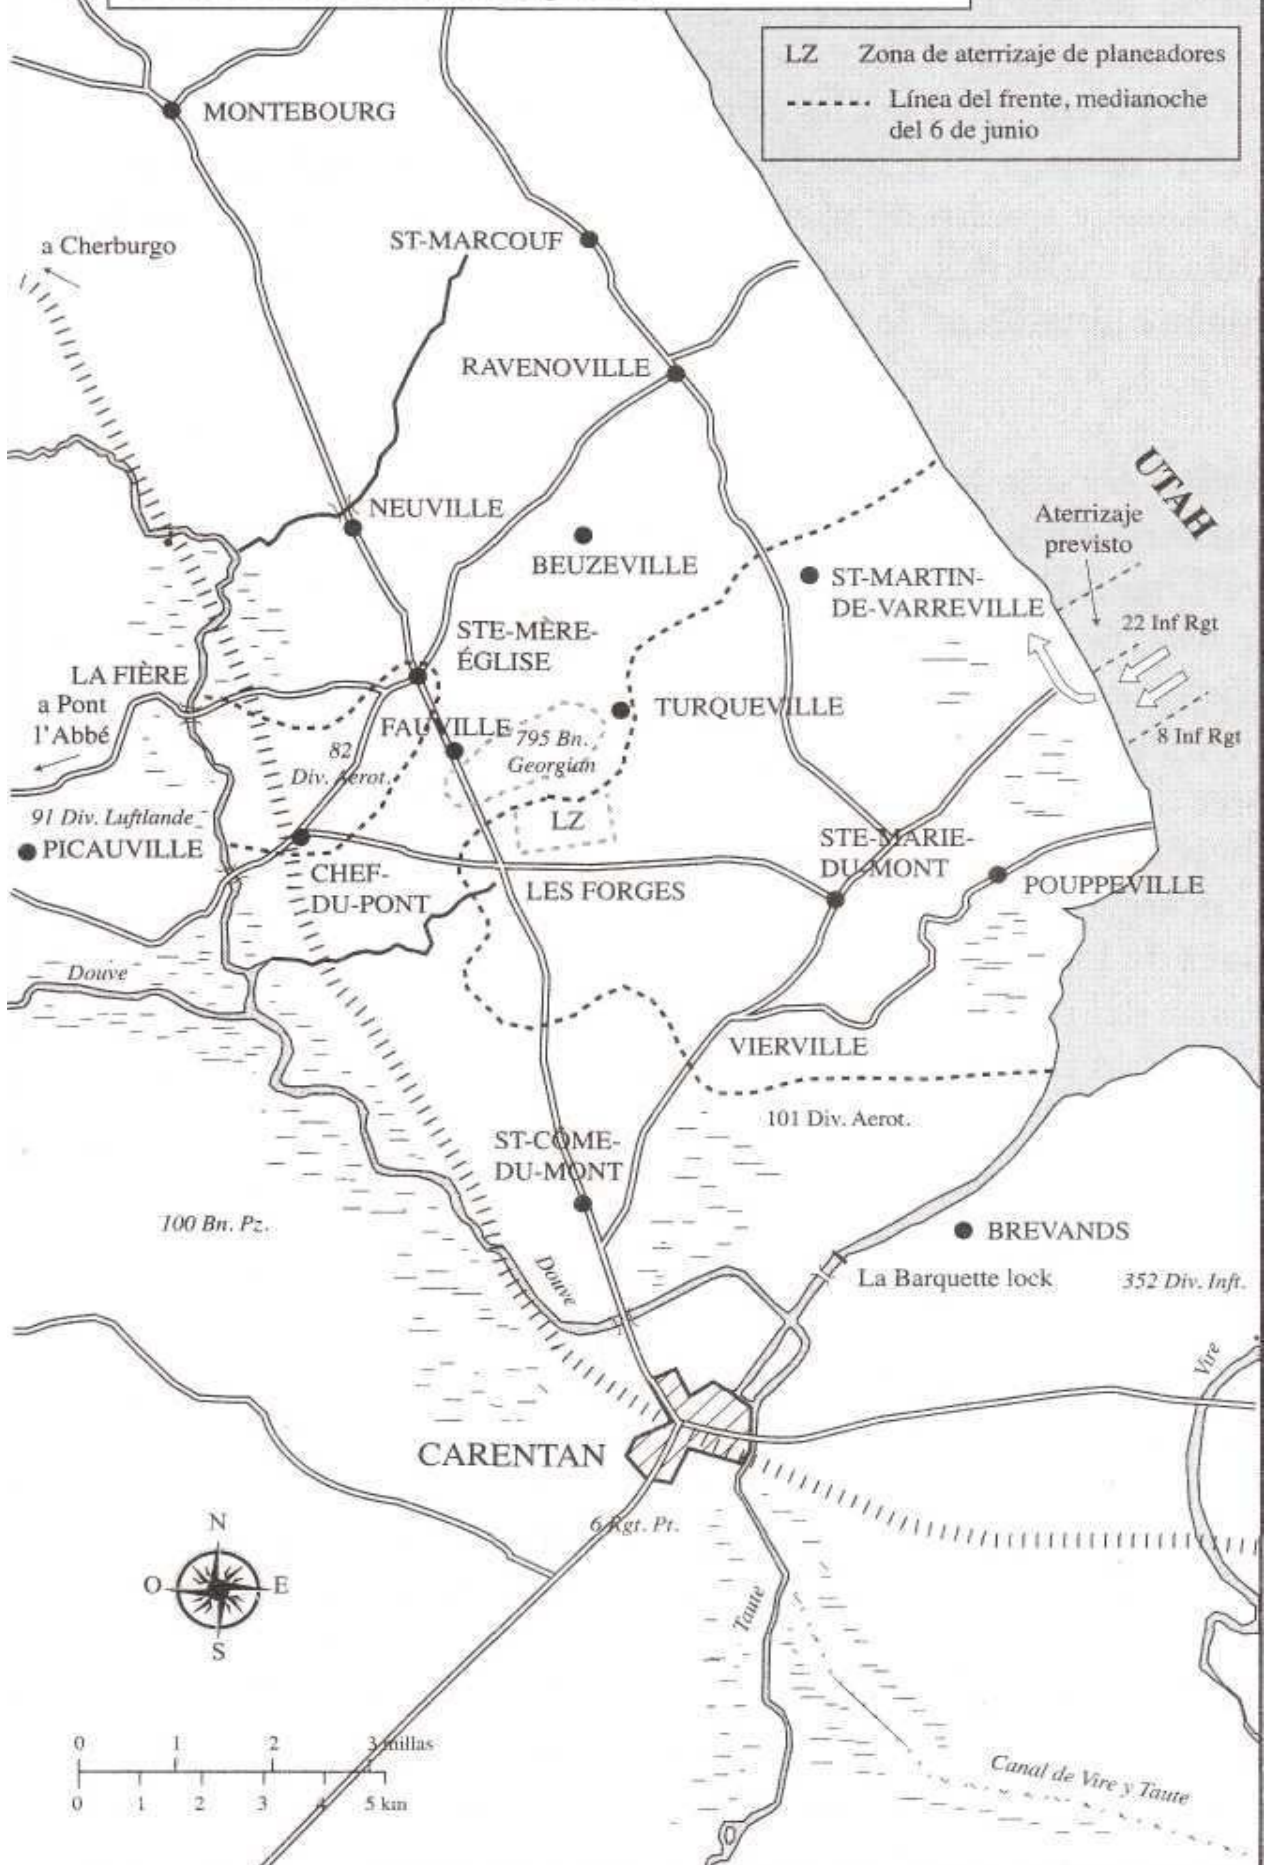 LZ Zona de aterrizaje de planeadores
Línea del frente, medianoche
del 6 de junio
MONTEBOURG
a Cherburgo
ST-MARCOUF
RAVENOVILLE
UTAH
NEUVILLE
Aterrizaje
previsto
BEUZEVILLE
ST-MARTIN-
DE-VARREVILLE
22 Inf Rgt
STE-MÈRE-
ÉGLISE
LA FIÈRE
a Pont
l'Abbé
TURQUEVILLE
FAUVILLE
8 Inf Rgt
795 Bn.
Georgian
82
Div. Aerot.
91 Div. Luftlande
PICAUVILLE
LZ
STE-MARIE-
DU-MONT
CHEF-
DU-PONT
LES FORGES
POUPPEVILLE
Douve
VIERVILLE
101 Div. Aerot.
ST-CÔME-
DU-MONT
100 Bn. Pz.
BREVANDS
Douve
La Barquette lock
352 Div. Inft.
Vire
CARENTAN
6 Rgt. Pt.
N
O E
S
Taute
0 1 2 3 millas
0 1 2 3 4 5 km
Canal de Vire y Taute